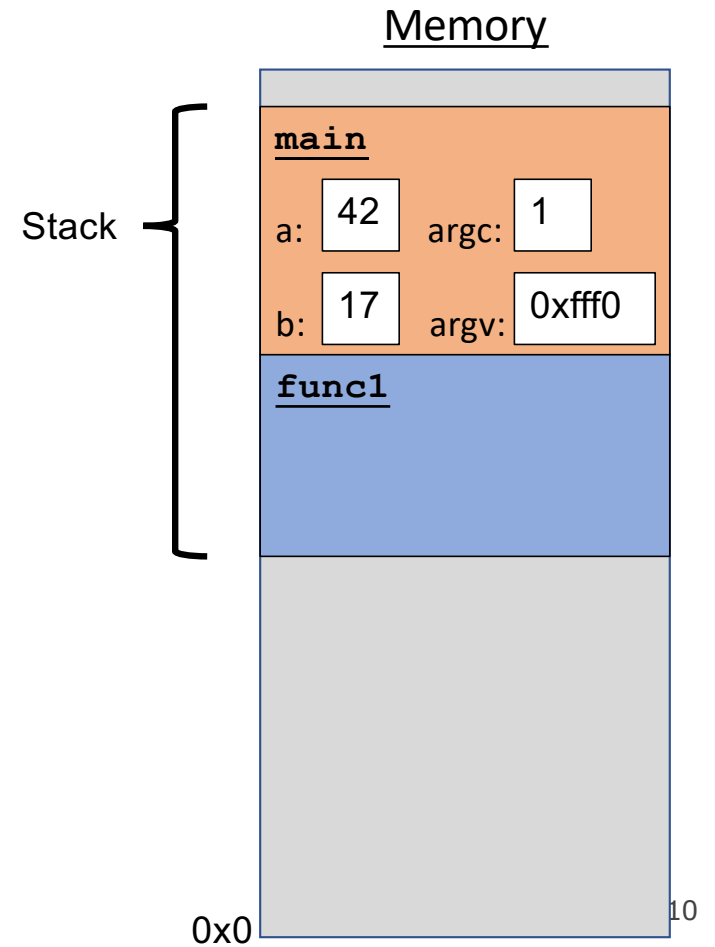 Memory
main
Stack
a: 42 argc: 1
b: 17 argv: 0xfff0
func1
0x0
10